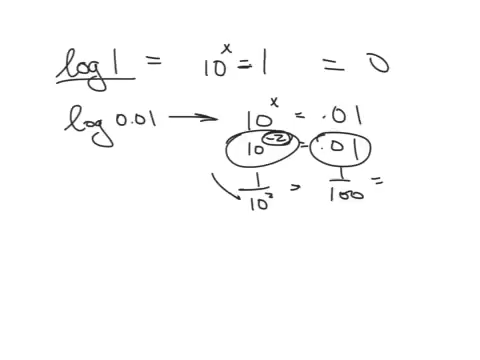 log 1 = 10^x = 1 = 0
log 0.01 → 10^x = .01
10^-2 = .01
1/10^2 = 1/100 =